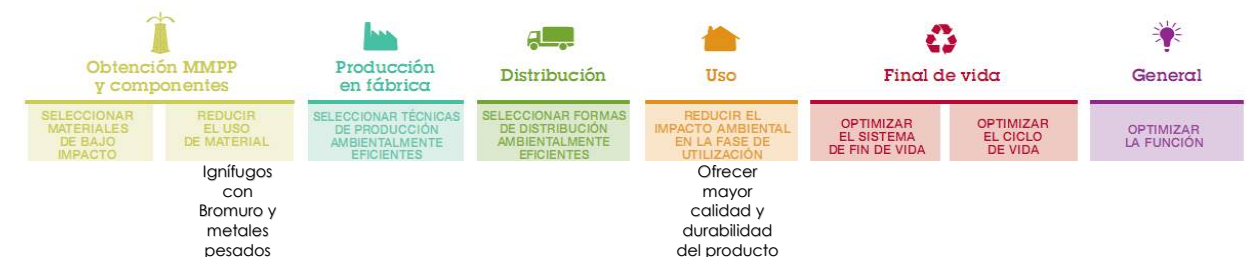 Obtención MMPP
y componentes
Producción
en fábrica
Distribución
Uso
Final de vida
General
SELECCIONAR
MATERIALES
DE BAJO
IMPACTO
REDUCIR
EL USO
DE MATERIAL
SELECCIONAR TÉCNICAS
DE PRODUCCIÓN
AMBIENTALMENTE
EFICIENTES
SELECCIONAR FORMAS
DE DISTRIBUCIÓN
AMBIENTALMENTE
EFICIENTES
REDUCIR EL
IMPACTO AMBIENTAL
EN LA FASE DE
UTILIZACIÓN
OPTIMIZAR
EL SISTEMA
DE FIN DE VIDA
OPTIMIZAR
EL CICLO
DE VIDA
OPTIMIZAR
LA FUNCIÓN
Ignífugos
con
Bromuro y
metales
pesados
Ofrecer
mayor
calidad y
durabilidad
del producto